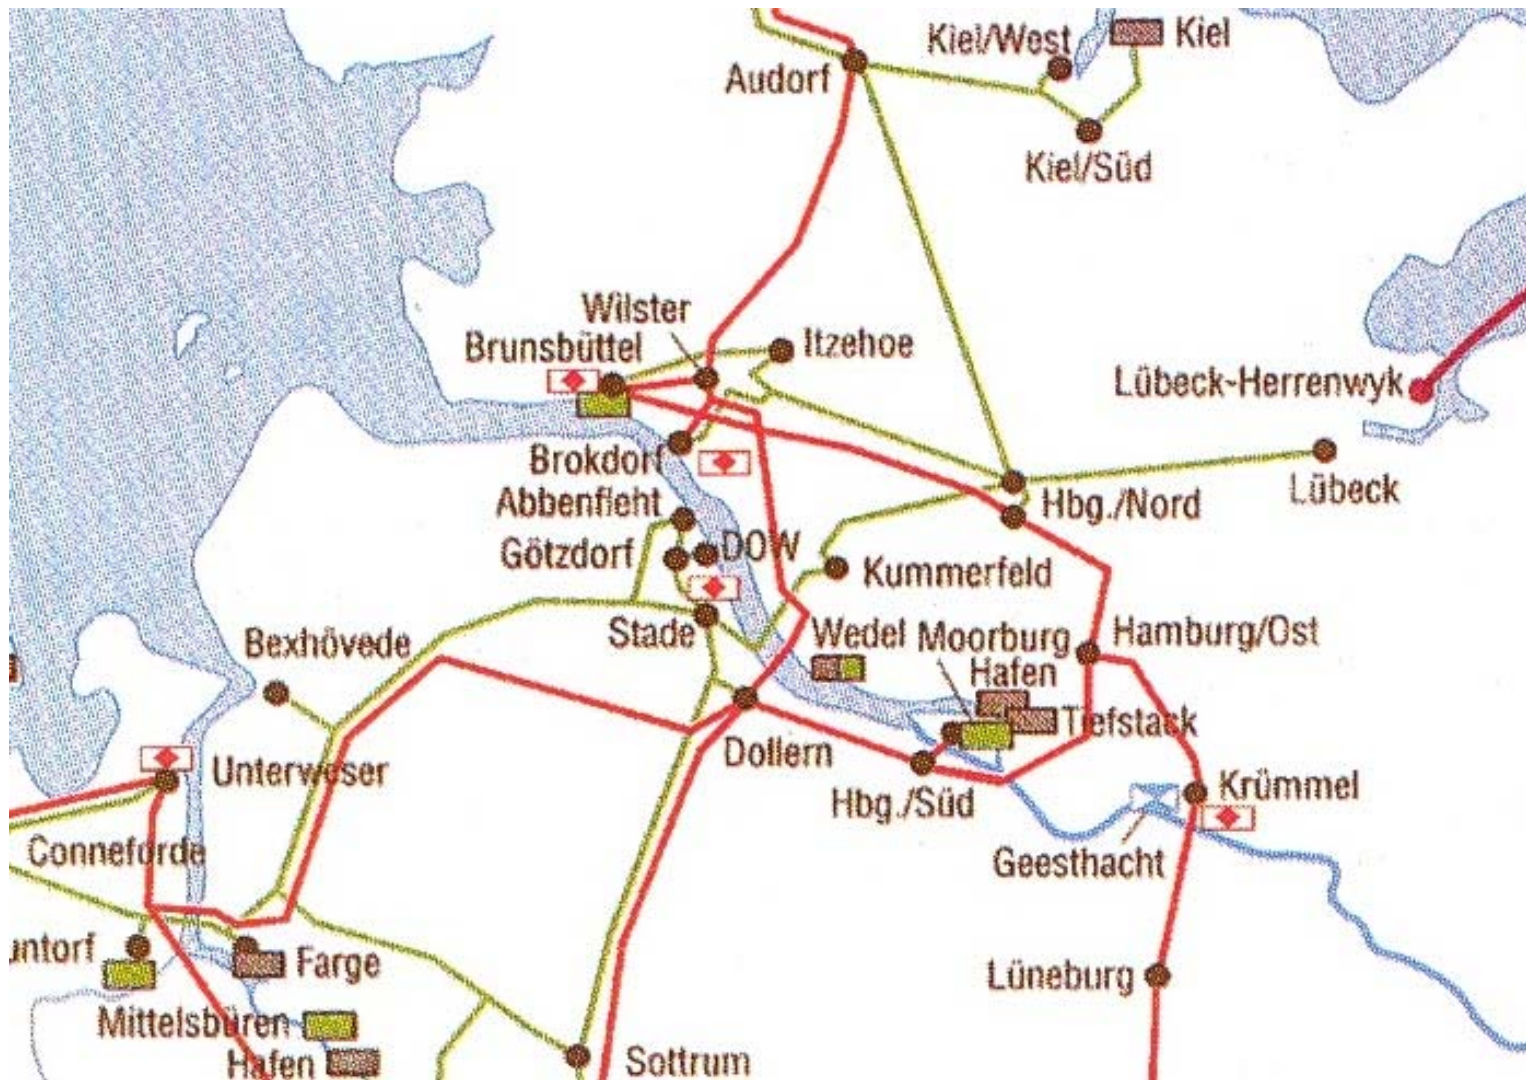 Kiel/West
Kiel
Audorf
Kiel/Süd
Wilster
Brunsbüttel
Itzehoe
Lübeck-Herrenwyk
Brokdorf
Lübeck
Abbenfleht
Hbg./Nord
Götzdorf
DOW
Kummerfeld
Stade
Wedel
Moorburg
Hamburg/Ost
Bexhövede
Hafen
Tiefstack
Dollern
Unterweser
Krümmel
Hbg./Süd
Conneforde
Geesthacht
untorf
Farge
Lüneburg
Mittelsbüren
Hafen
Sottrum